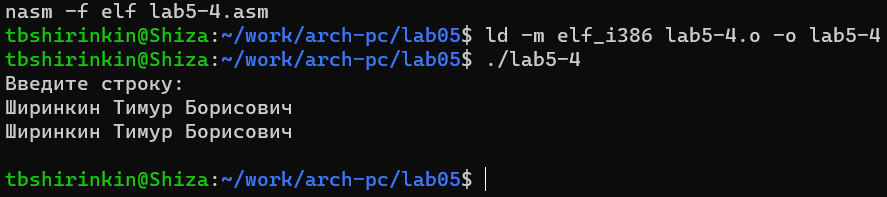 nasm -f elf lab5-4.asm
tbshirinkin@Shiza:~/work/arch-pc/lab05$ ld -m elf_i386 lab5-4.o -o lab5-4
tbshirinkin@Shiza:~/work/arch-pc/lab05$ ./lab5-4
Введите строку:
Ширинкин Тимур Борисович
Ширинкин Тимур Борисович
tbshirinkin@Shiza:~/work/arch-pc/lab05$